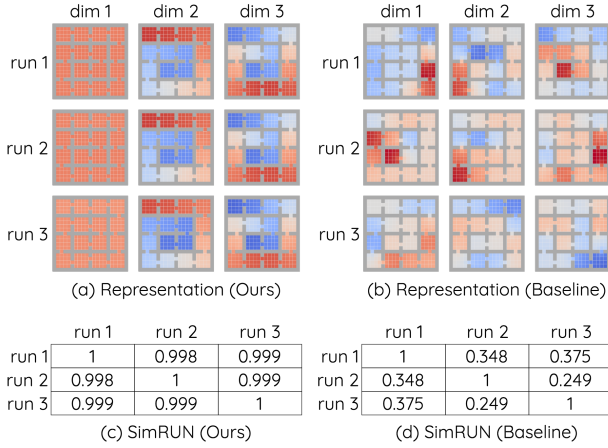 dim 1 dim 2 dim 3 dim 1 dim 2 dim 3
run 1 run 1
run 2 run 2
run 3 run 3
(a) Representation (Ours) (b) Representation (Baseline)
run 1 run 2 run 3 run 1 run 2 run 3
run 1 1 0.998 0.999 run 1 1 0.348 0.375
run 2 0.998 1 0.999 run 2 0.348 1 0.249
run 3 0.999 0.999 1 run 3 0.375 0.249 1
(c) SimRUN (Ours) (d) SimRUN (Baseline)